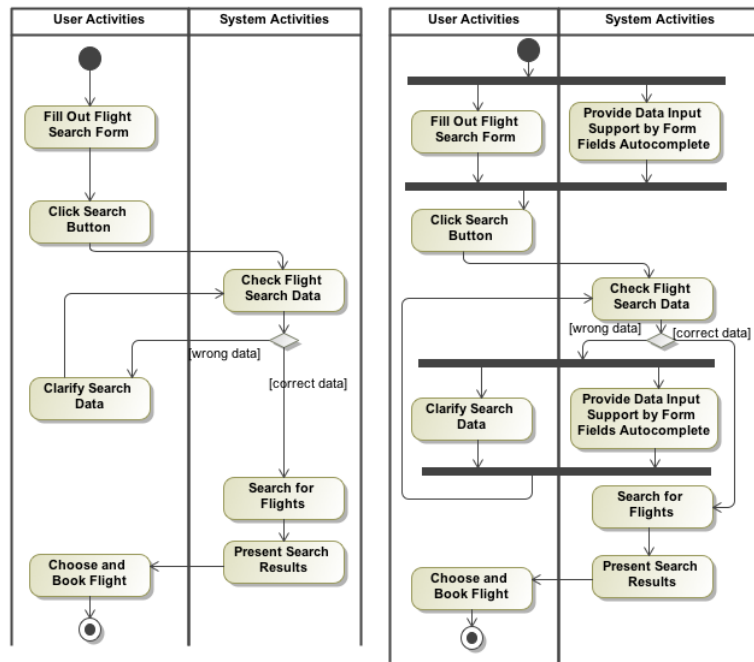 User Activities
System Activities
Fill Out Flight
Search Form
Click Search
Button
Check Flight
Search Data
[wrong data]
[correct data]
Clarify Search
Data
Search for
Flights
Present Search
Results
Choose and
Book Flight
User Activities
System Activities
Fill Out Flight
Search Form
Provide Data Input
Support by Form
Fields Autocomplete
Click Search
Button
Check Flight
Search Data
[wrong data]
[correct data]
Clarify Search
Data
Provide Data Input
Support by Form
Fields Autocomplete
Search for
Flights
Present Search
Results
Choose and
Book Flight